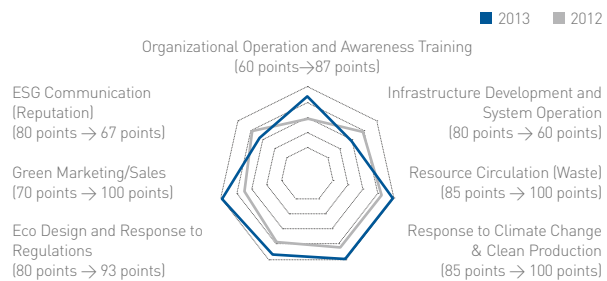 2013 2012
Organizational Operation and Awareness Training
(60 points→87 points)
ESG Communication
(Reputation)
(80 points → 67 points)
Infrastructure Development and
System Operation
(80 points → 60 points)
Green Marketing/Sales
(70 points → 100 points)
Resource Circulation (Waste)
(85 points → 100 points)
Eco Design and Response to
Regulations
(80 points → 93 points)
Response to Climate Change
& Clean Production
(85 points → 100 points)